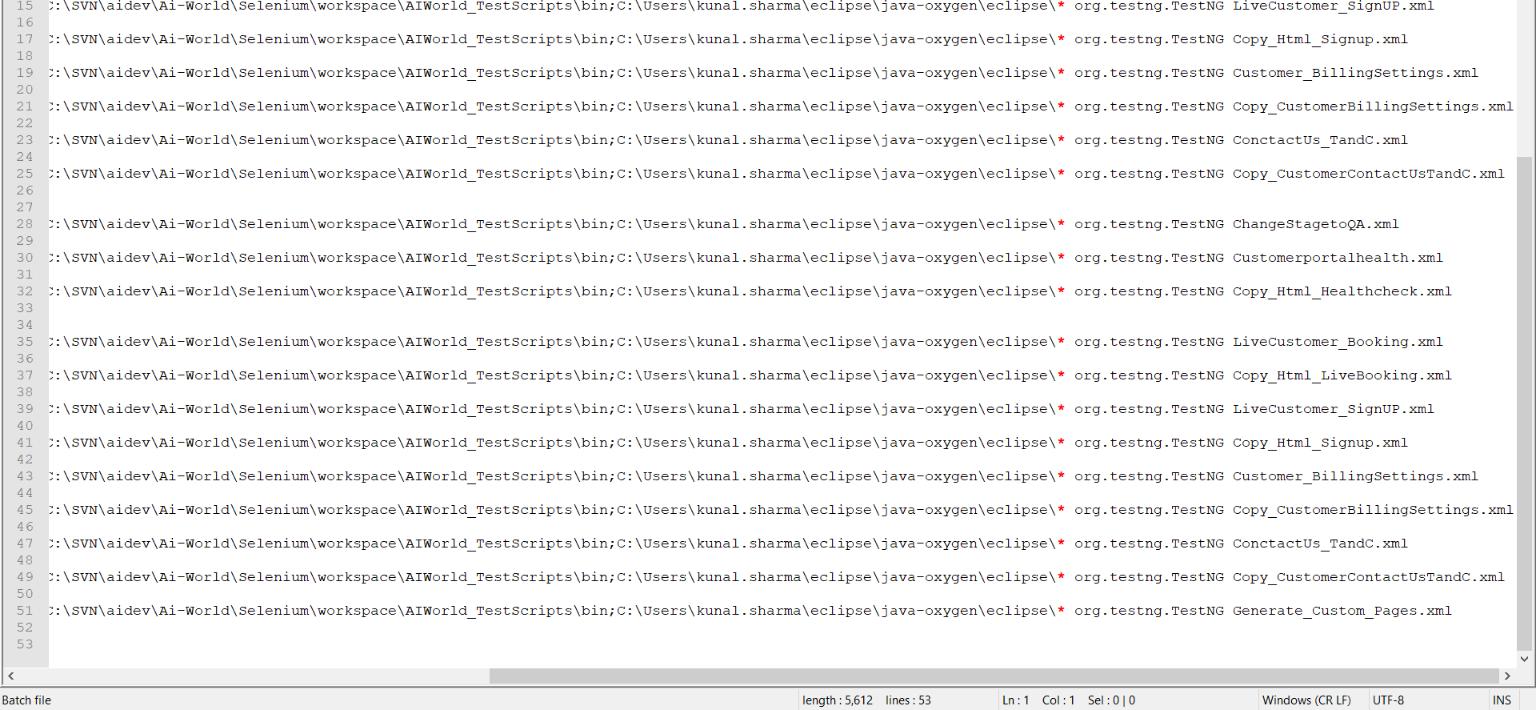 15 C:\SVN\aidev\Ai-World\Selenium\workspace\AIWorld_TestScripts\bin;C:\Users\kunal.sharma\eclipse\java-oxygen\eclipse\* org.testng.TestNG LiveCustomer_SignUP.xml
16
17 C:\SVN\aidev\Ai-World\Selenium\workspace\AIWorld_TestScripts\bin;C:\Users\kunal.sharma\eclipse\java-oxygen\eclipse\* org.testng.TestNG Copy_Html_Signup.xml
18
19 C:\SVN\aidev\Ai-World\Selenium\workspace\AIWorld_TestScripts\bin;C:\Users\kunal.sharma\eclipse\java-oxygen\eclipse\* org.testng.TestNG Customer_BillingSettings.xml
20
21 C:\SVN\aidev\Ai-World\Selenium\workspace\AIWorld_TestScripts\bin;C:\Users\kunal.sharma\eclipse\java-oxygen\eclipse\* org.testng.TestNG Copy_CustomerBillingSettings.xml
22
23 C:\SVN\aidev\Ai-World\Selenium\workspace\AIWorld_TestScripts\bin;C:\Users\kunal.sharma\eclipse\java-oxygen\eclipse\* org.testng.TestNG ConctactUs_TandC.xml
24
25 C:\SVN\aidev\Ai-World\Selenium\workspace\AIWorld_TestScripts\bin;C:\Users\kunal.sharma\eclipse\java-oxygen\eclipse\* org.testng.TestNG Copy_CustomerContactUsTandC.xml
26
27
28 C:\SVN\aidev\Ai-World\Selenium\workspace\AIWorld_TestScripts\bin;C:\Users\kunal.sharma\eclipse\java-oxygen\eclipse\* org.testng.TestNG ChangeStagetoQA.xml
29
30 C:\SVN\aidev\Ai-World\Selenium\workspace\AIWorld_TestScripts\bin;C:\Users\kunal.sharma\eclipse\java-oxygen\eclipse\* org.testng.TestNG Customerportalhealth.xml
31
32 C:\SVN\aidev\Ai-World\Selenium\workspace\AIWorld_TestScripts\bin;C:\Users\kunal.sharma\eclipse\java-oxygen\eclipse\* org.testng.TestNG Copy_Html_Healthcheck.xml
33
34
35 C:\SVN\aidev\Ai-World\Selenium\workspace\AIWorld_TestScripts\bin;C:\Users\kunal.sharma\eclipse\java-oxygen\eclipse\* org.testng.TestNG LiveCustomer_Booking.xml
36
37 C:\SVN\aidev\Ai-World\Selenium\workspace\AIWorld_TestScripts\bin;C:\Users\kunal.sharma\eclipse\java-oxygen\eclipse\* org.testng.TestNG Copy_Html_LiveBooking.xml
38
39 C:\SVN\aidev\Ai-World\Selenium\workspace\AIWorld_TestScripts\bin;C:\Users\kunal.sharma\eclipse\java-oxygen\eclipse\* org.testng.TestNG LiveCustomer_SignUP.xml
40
41 C:\SVN\aidev\Ai-World\Selenium\workspace\AIWorld_TestScripts\bin;C:\Users\kunal.sharma\eclipse\java-oxygen\eclipse\* org.testng.TestNG Copy_Html_Signup.xml
42
43 C:\SVN\aidev\Ai-World\Selenium\workspace\AIWorld_TestScripts\bin;C:\Users\kunal.sharma\eclipse\java-oxygen\eclipse\* org.testng.TestNG Customer_BillingSettings.xml
44
45 C:\SVN\aidev\Ai-World\Selenium\workspace\AIWorld_TestScripts\bin;C:\Users\kunal.sharma\eclipse\java-oxygen\eclipse\* org.testng.TestNG Copy_CustomerBillingSettings.xml
46
47 C:\SVN\aidev\Ai-World\Selenium\workspace\AIWorld_TestScripts\bin;C:\Users\kunal.sharma\eclipse\java-oxygen\eclipse\* org.testng.TestNG ConctactUs_TandC.xml
48
49 C:\SVN\aidev\Ai-World\Selenium\workspace\AIWorld_TestScripts\bin;C:\Users\kunal.sharma\eclipse\java-oxygen\eclipse\* org.testng.TestNG Copy_CustomerContactUsTandC.xml
50
51 C:\SVN\aidev\Ai-World\Selenium\workspace\AIWorld_TestScripts\bin;C:\Users\kunal.sharma\eclipse\java-oxygen\eclipse\* org.testng.TestNG Generate_Custom_Pages.xml
52
53
Batch file length : 5,612 lines : 53 Ln : 1 Col : 1 Sel : 0 | 0 Windows (CR LF) UTF-8 INS